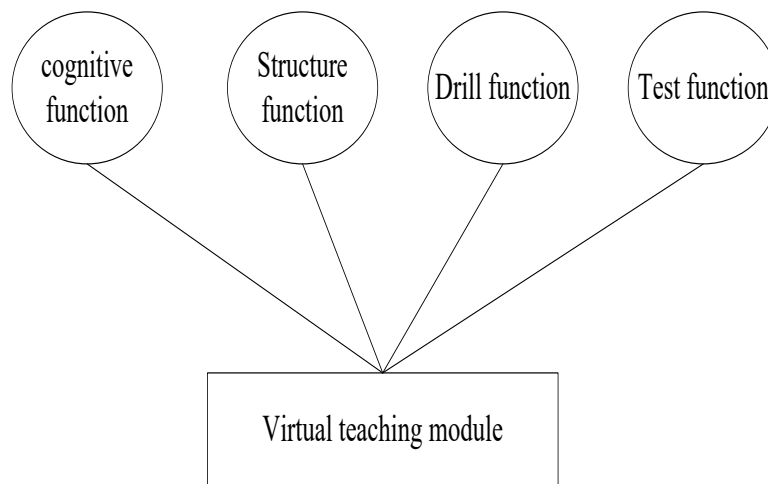 cognitive
function
Structure
function
Drill function
Test function
Virtual teaching module